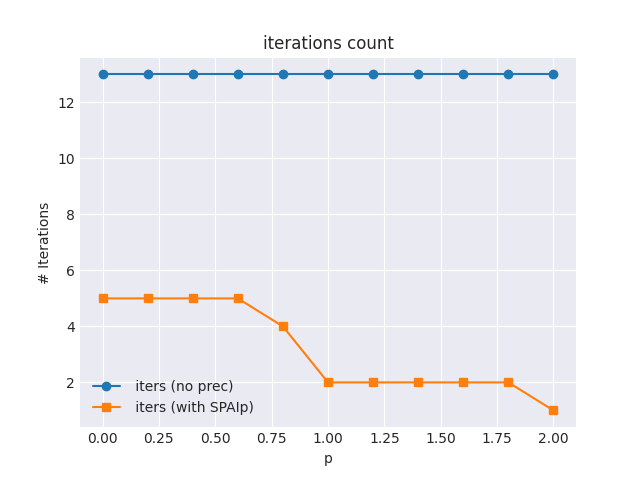 iterations count
# Iterations
12
10
8
6
4
2
iters (no prec)
iters (with SPAIp)
0.00 0.25 0.50 0.75 1.00 1.25 1.50 1.75 2.00
p